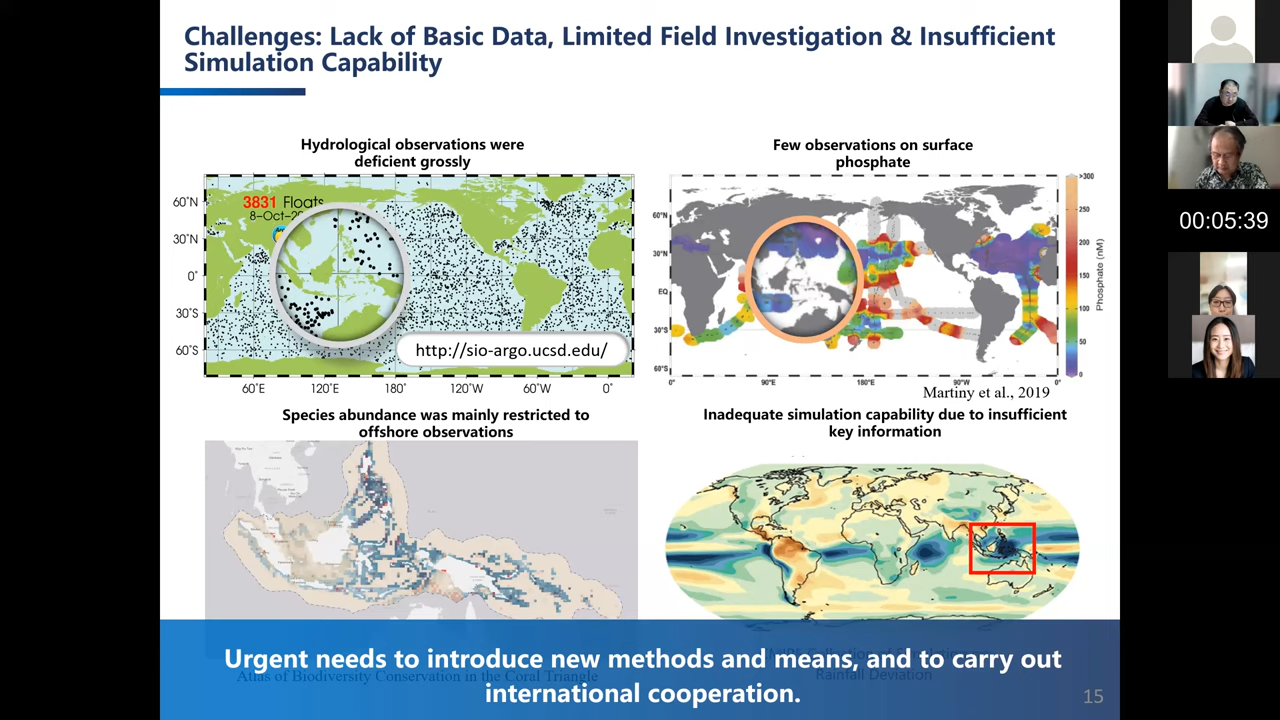 Challenges: Lack of Basic Data, Limited Field Investigation & Insufficient
Simulation Capability
Hydrological observations were
deficient grossly
3831 Floats
8-Oct-20
60°N
30°N
0°
30°S
60°S
60°E
120°E
180°
120°W
60°W
0°
http://sio-argo.ucsd.edu/
Few observations on surface
phosphate
60°N
30°N
EQ
30°S
60°S
0°
90°E
180°E
90°W
0°
>300
250
200
150
100
50
0
Phosphate (nM)
Martiny et al., 2019
Species abundance was mainly restricted to
offshore observations
Inadequate simulation capability due to insufficient
key information
Atlas of Biodiversity Conservation in the Coral Triangle
Rainfall Deviation
Urgent needs to introduce new methods and means, and to carry out
international cooperation.
15
00:05:39